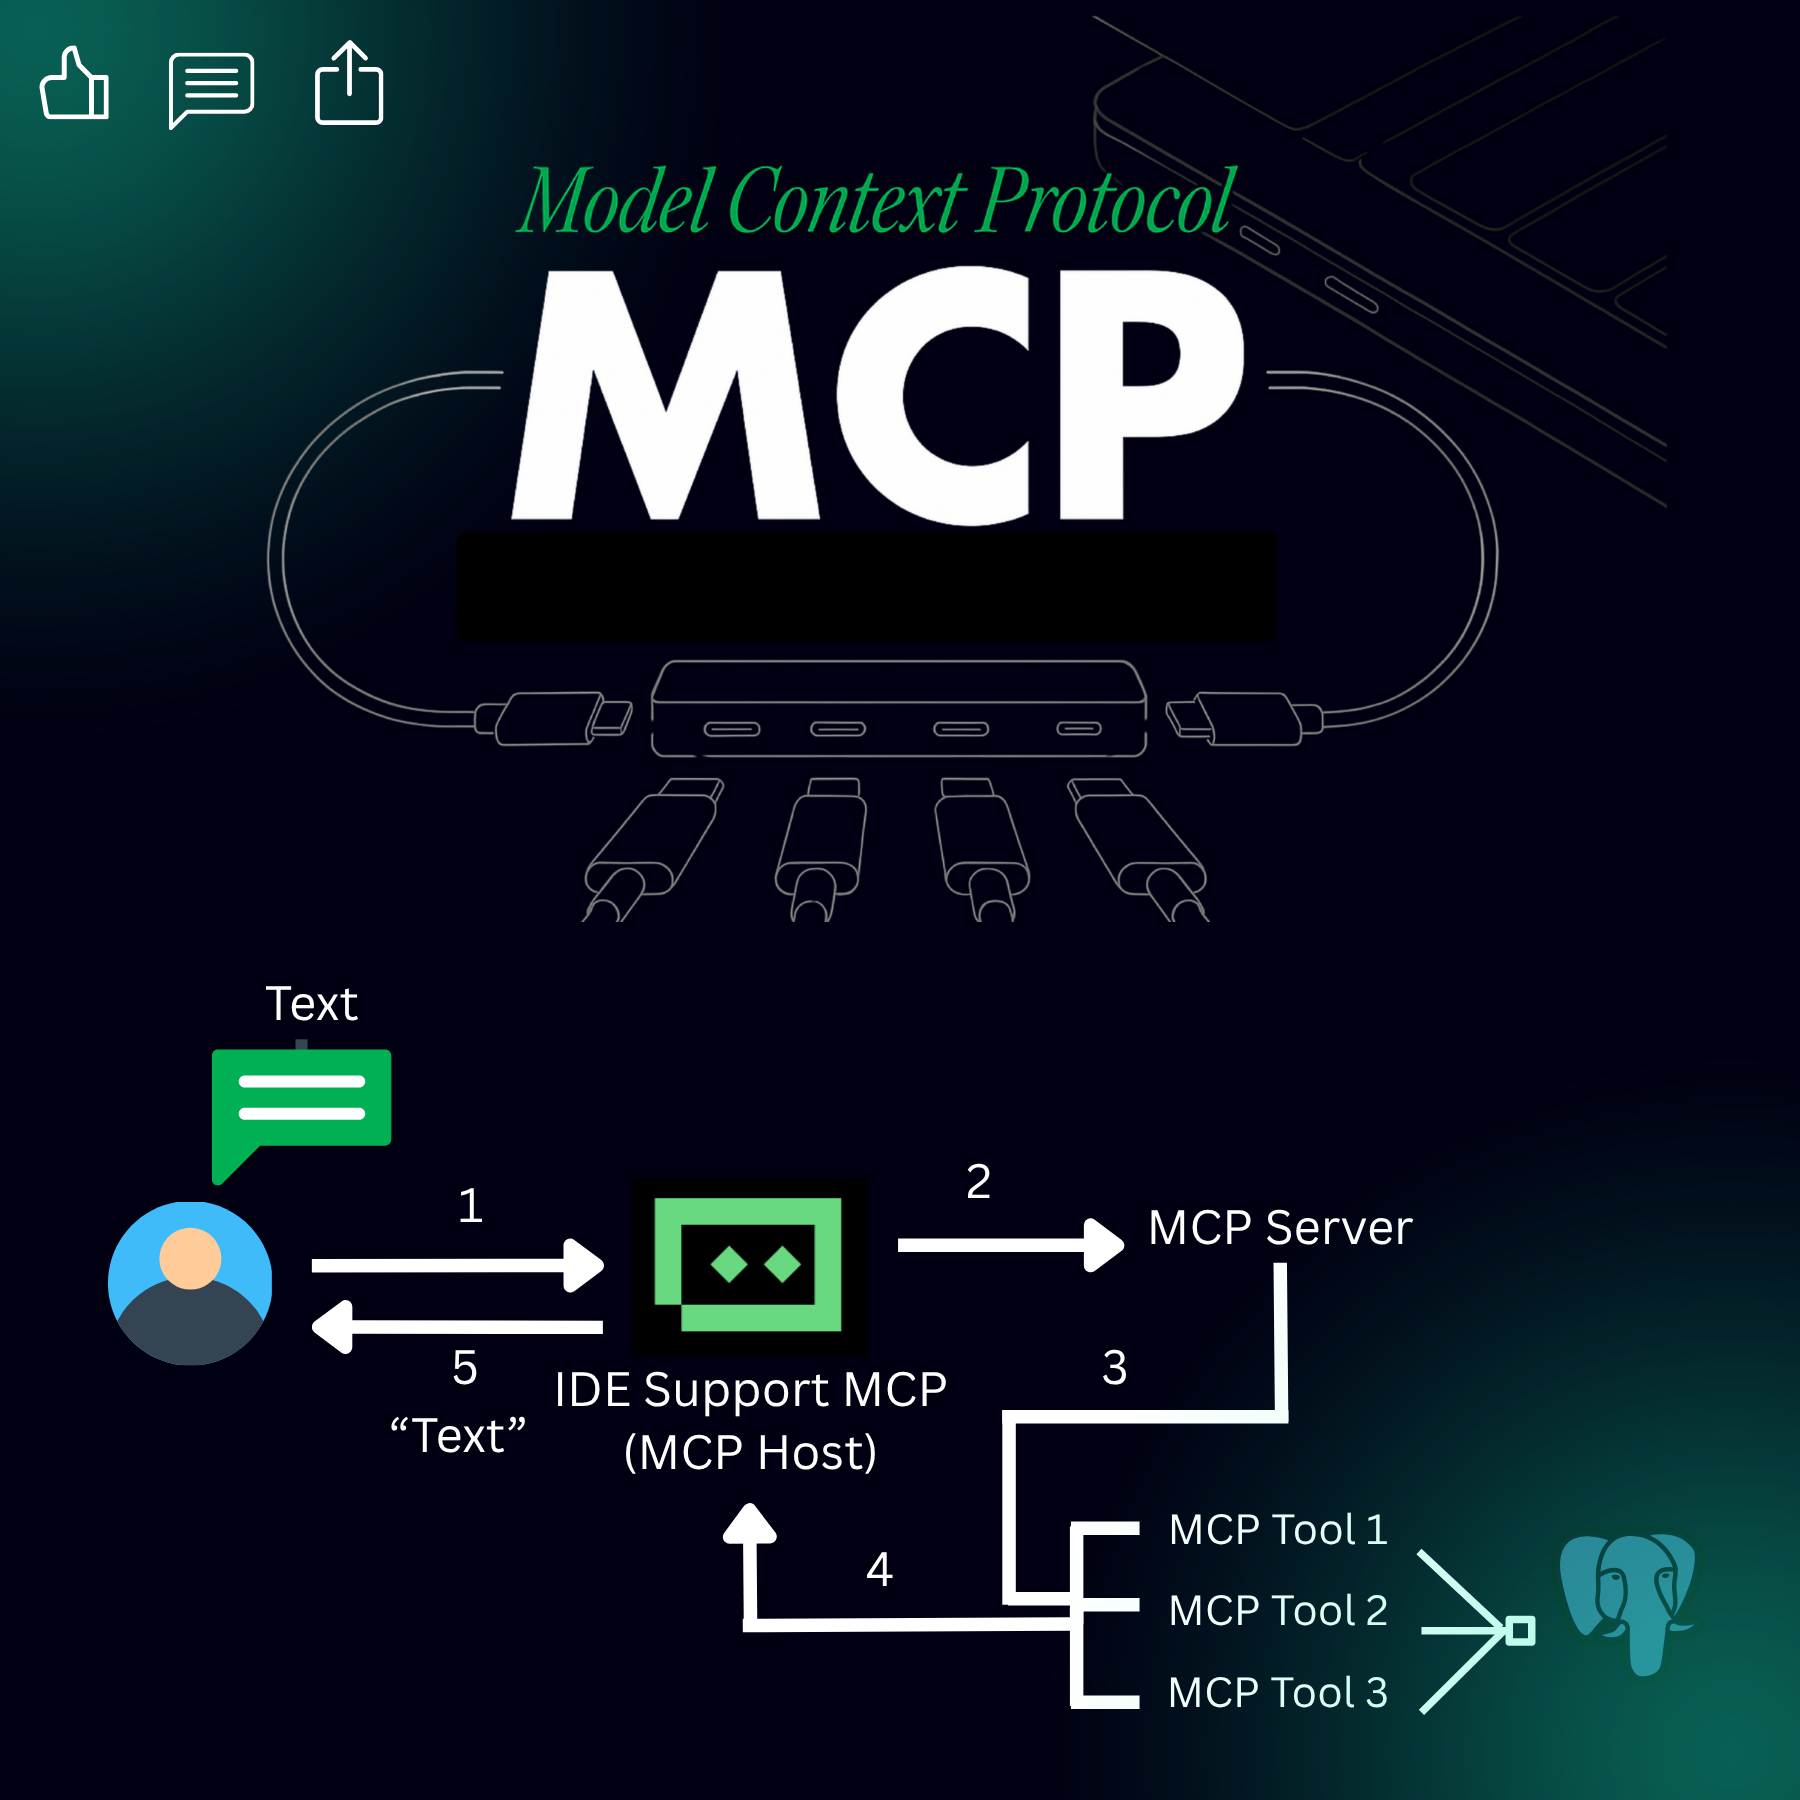 Model Context Protocol
MCP
Text
1
2
MCP Server
5
“Text”
IDE Support MCP
(MCP Host)
3
4
MCP Tool 1
MCP Tool 2
MCP Tool 3